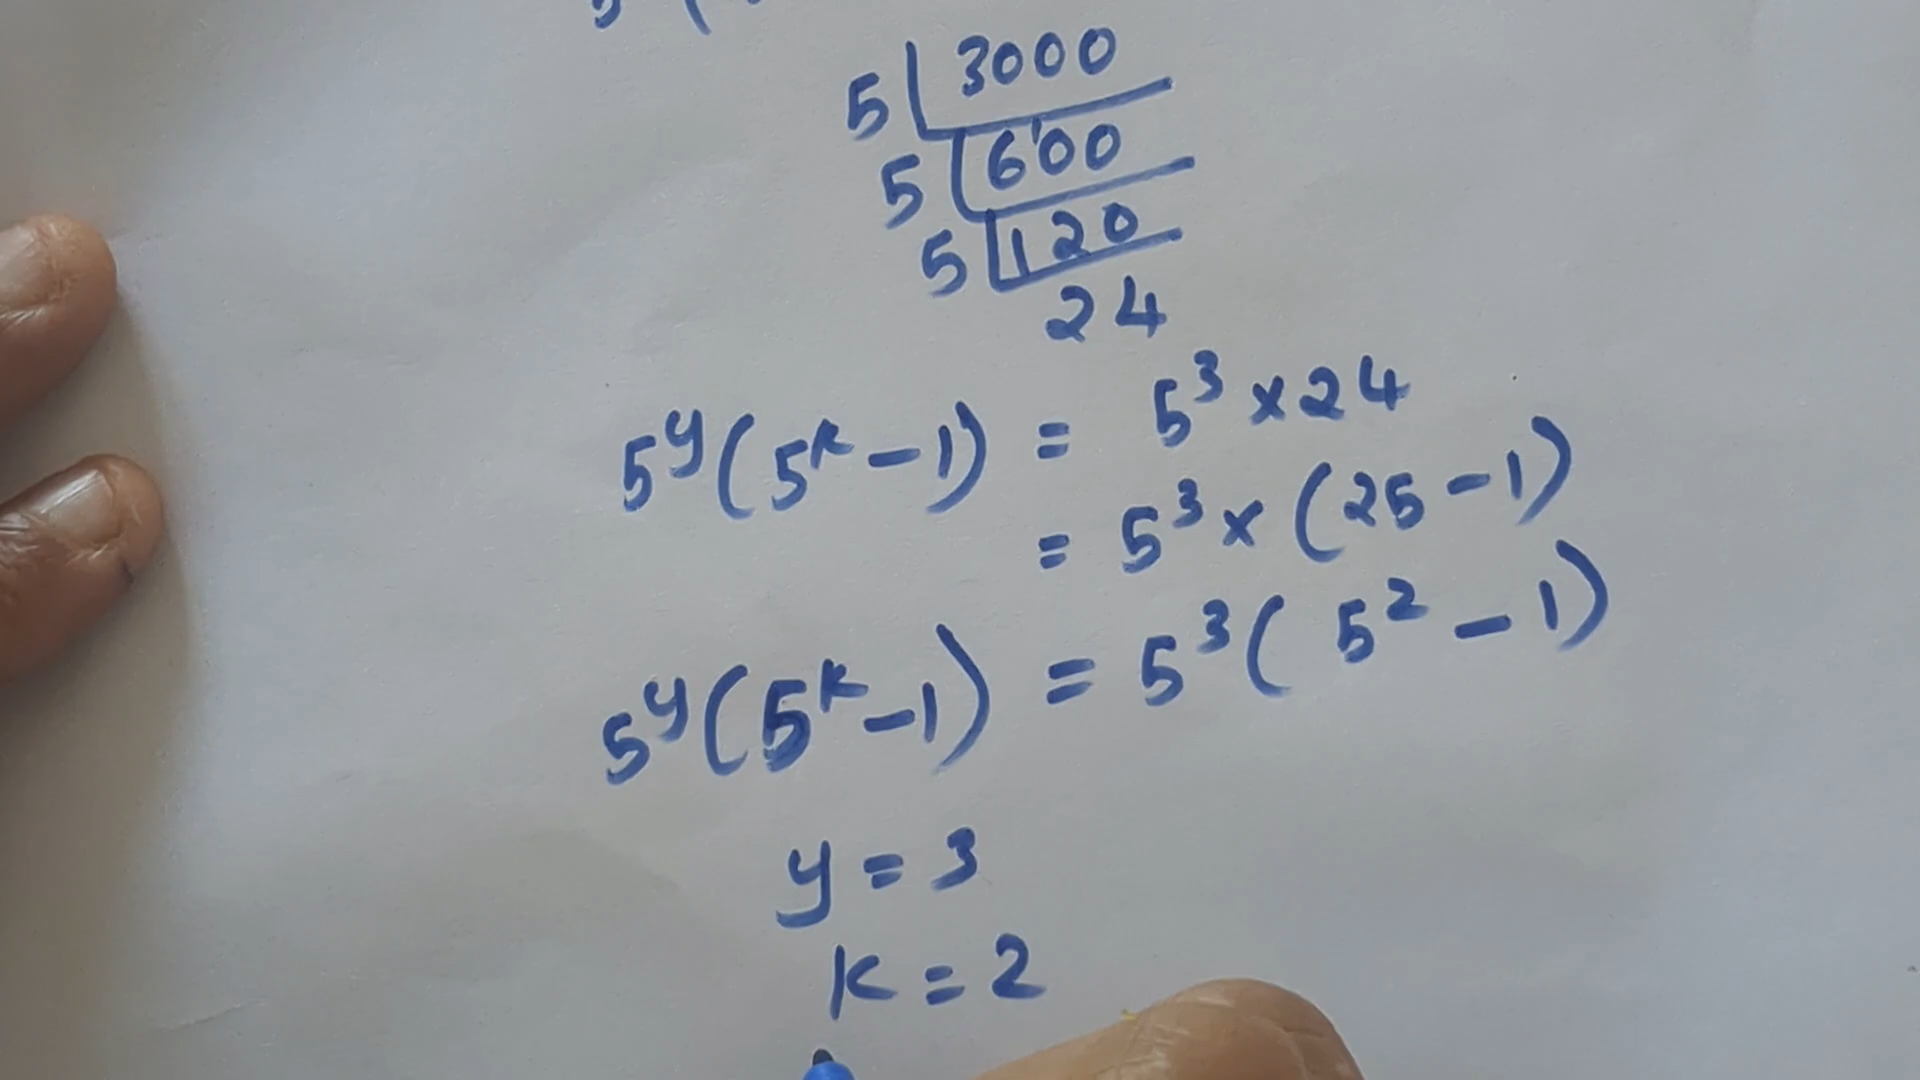 5 | 3000
5 | 600
5 | 120
24
5^y(5^k-1) = 5^3 × 24
= 5^3 × (25-1)
5^y(5^k-1) = 5^3(5^2-1)
y = 3
k = 2